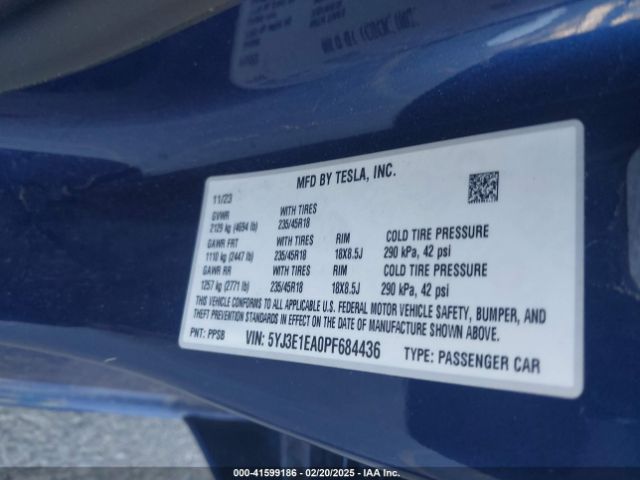 MFD BY TESLA, INC.
11/23
GVWR
2129 kg (4694 lb)
WITH TIRES
235/45R18
GAWR FRT
1110 kg (2447 lb)
WITH TIRES
235/45R18
RIM
18X8.5J
COLD TIRE PRESSURE
290 kPa, 42 psi
GAWR RR
1257 kg (2771 lb)
WITH TIRES
235/45R18
RIM
18X8.5J
COLD TIRE PRESSURE
290 kPa, 42 psi
THIS VEHICLE CONFORMS TO ALL APPLICABLE U.S. FEDERAL MOTOR VEHICLE SAFETY, BUMPER, AND
THEFT PREVENTION STANDARDS IN EFFECT ON THE DATE OF MANUFACTURE SHOWN ABOVE.
PNT: PPSB VIN: 5YJ3E1EA0PF684436 TYPE: PASSENGER CAR
000-41599186 - 02/20/2025 - IAAI.CA